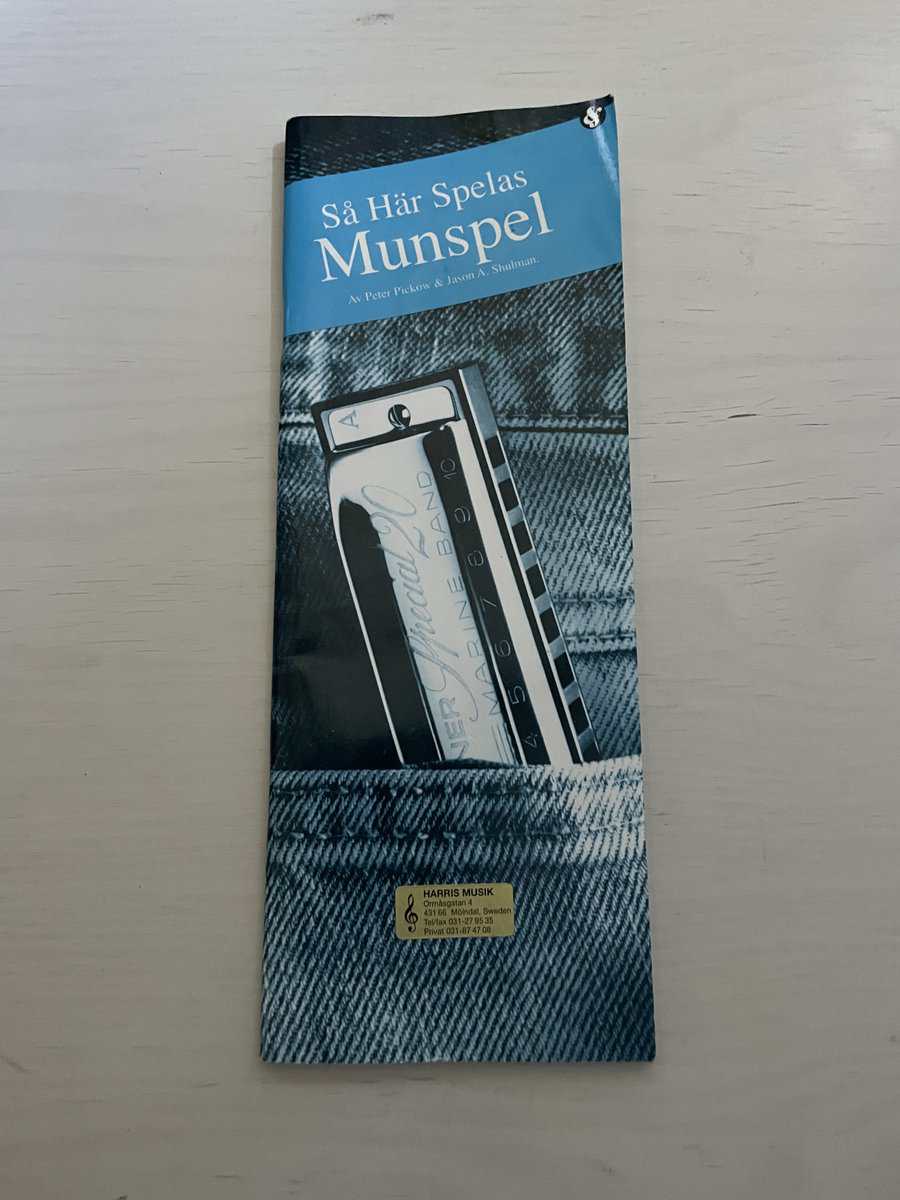 Så Här Spelas
Munspel
Av Peter Pickow & Jason A. Shulman.
A
Special 20
MARINE BAND
4 5 6 7 8 9 10
HARRIS MUSIK
Ormåsgatan 4
431 66 Mölndal, Sweden
Tel/fax 031-27 95 35
Privat 031-87 47 08